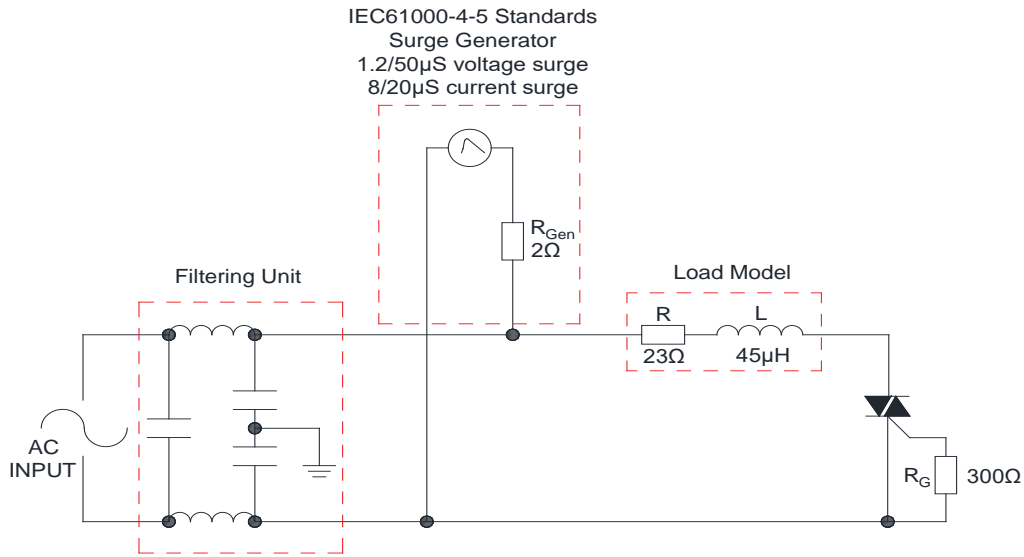 IEC61000-4-5 Standards
Surge Generator
1.2/50µS voltage surge
8/20µS current surge
RGen
2Ω
Filtering Unit
Load Model
R
L
23Ω
45µH
AC
INPUT
RG
300Ω